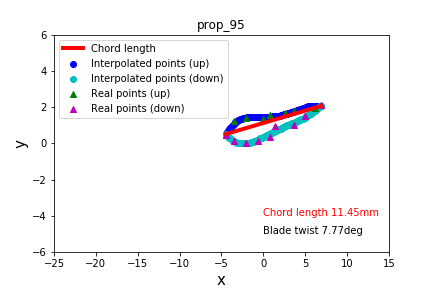 prop_95
Chord length
Interpolated points (up)
Interpolated points (down)
Real points (up)
Real points (down)
6
4
2
0
−2
−4
−6
y
Chord length 11.45mm
Blade twist 7.77deg
−25 −20 −15 −10 −5 0 5 10 15
x